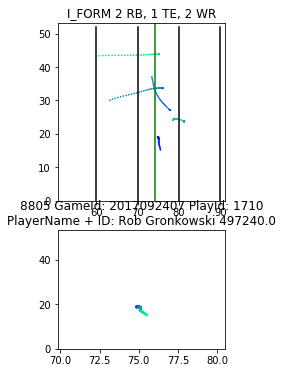 I_FORM 2 RB, 1 TE, 2 WR
50
40
30
20
10
0
60 70 80 90
8805 GameId: 2017092407 PlayId: 1710
PlayerName + ID: Rob Gronkowski 497240.0
40
20
0
70.0 72.5 75.0 77.5 80.0